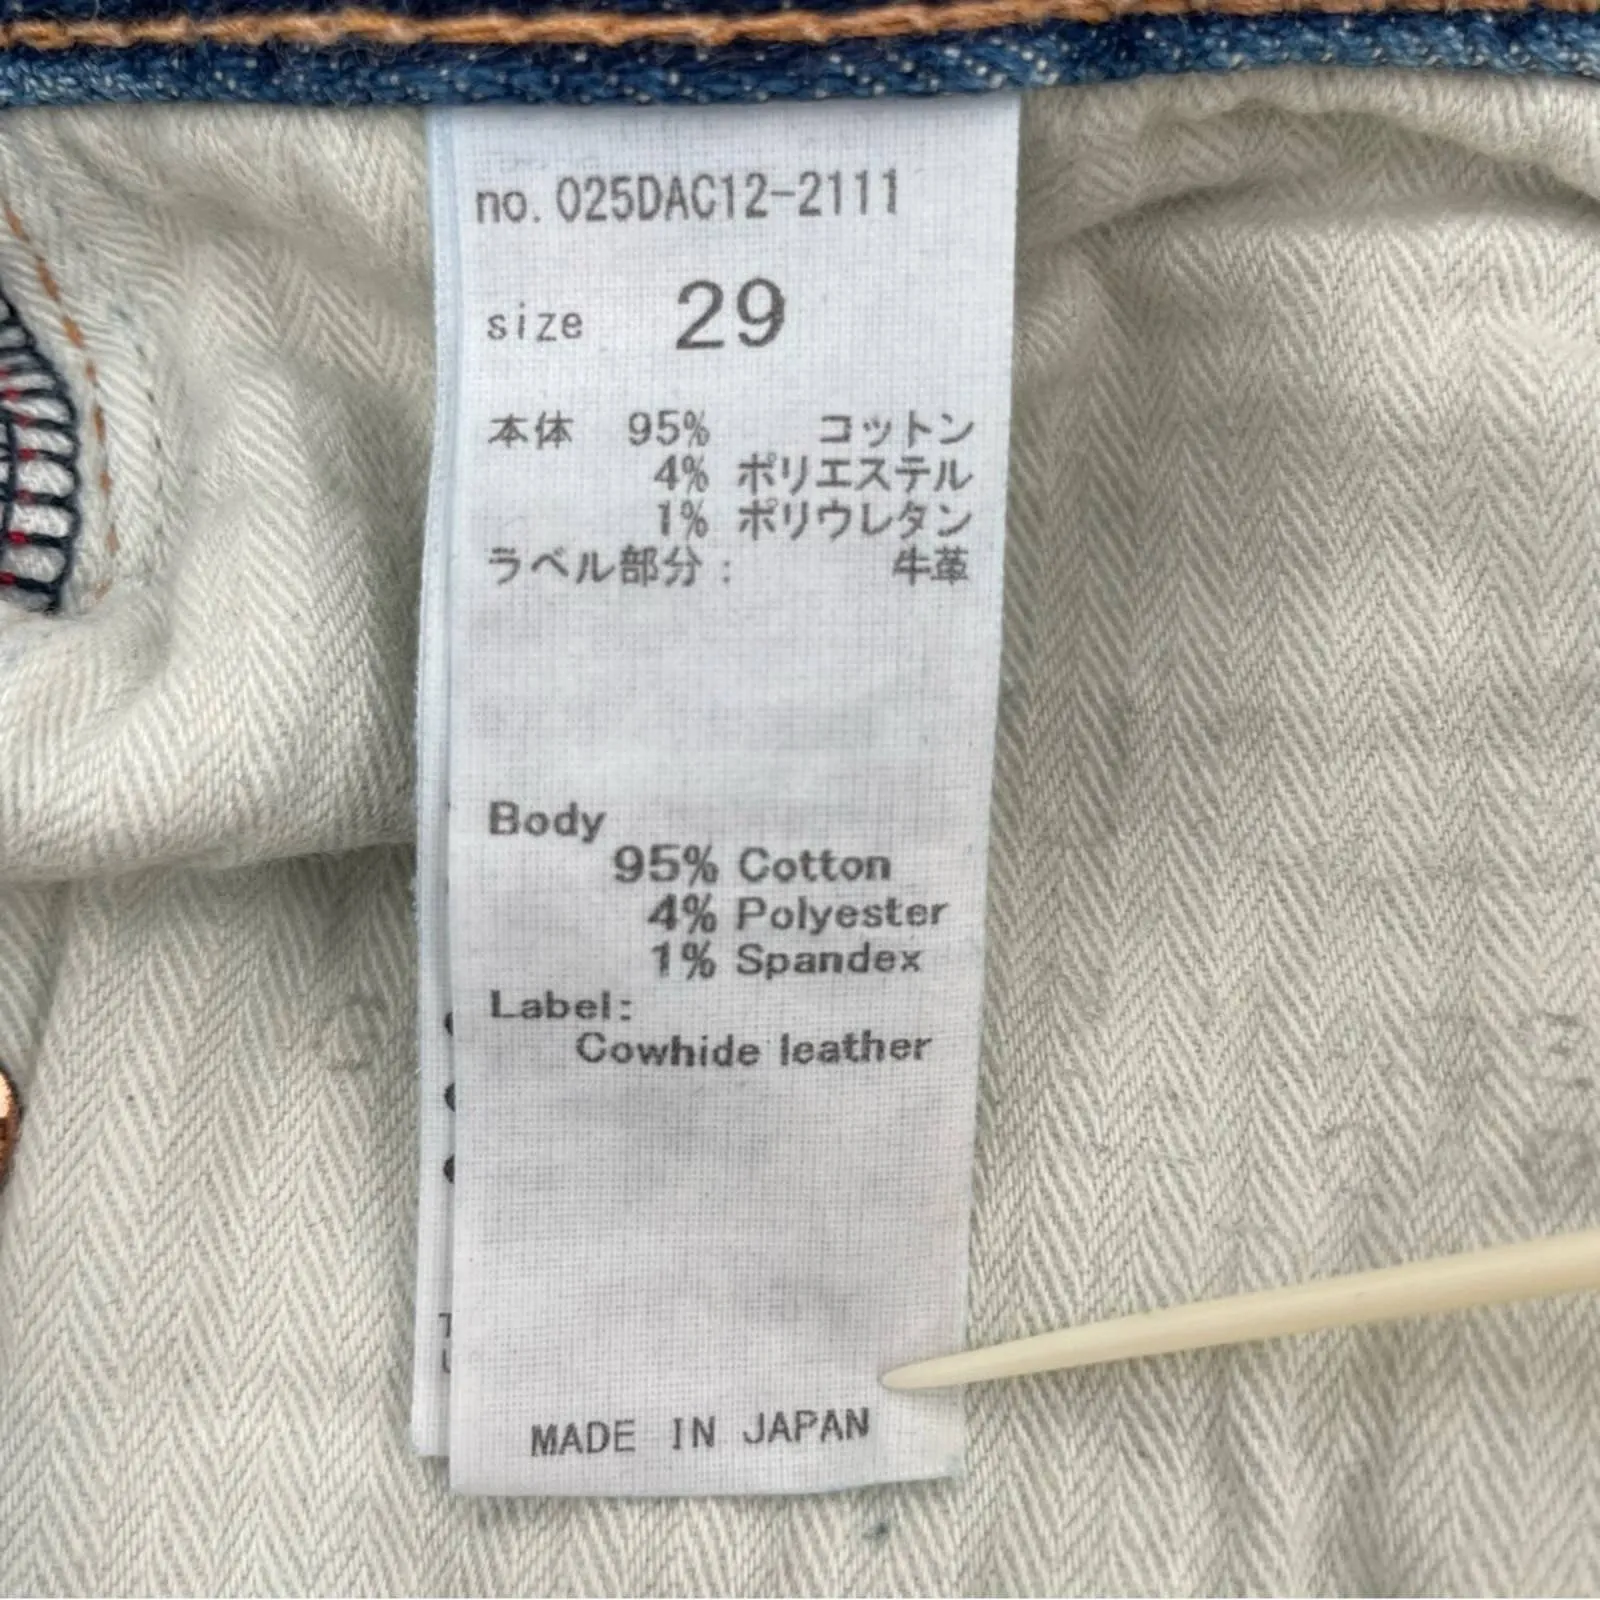 no. 025DAC12-2111
size 29
本体 95% コットン
4% ポリエステル
1% ポリウレタン
ラベル部分: 牛革
Body
95% Cotton
4% Polyester
1% Spandex
Label:
Cowhide leather
MADE IN JAPAN